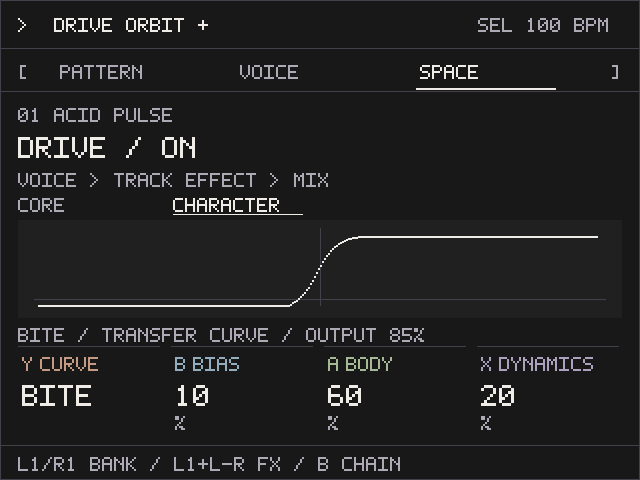 > DRIVE ORBIT + SEL 100 BPM
[ PATTERN VOICE SPACE ]
01 ACID PULSE
DRIVE / ON
VOICE > TRACK EFFECT > MIX
CORE CHARACTER
BITE / TRANSFER CURVE / OUTPUT 85%
Y CURVE B BIAS A BODY X DYNAMICS
BITE 10 60 20
% % %
L1/R1 BANK / L1+L-R FX / B CHAIN